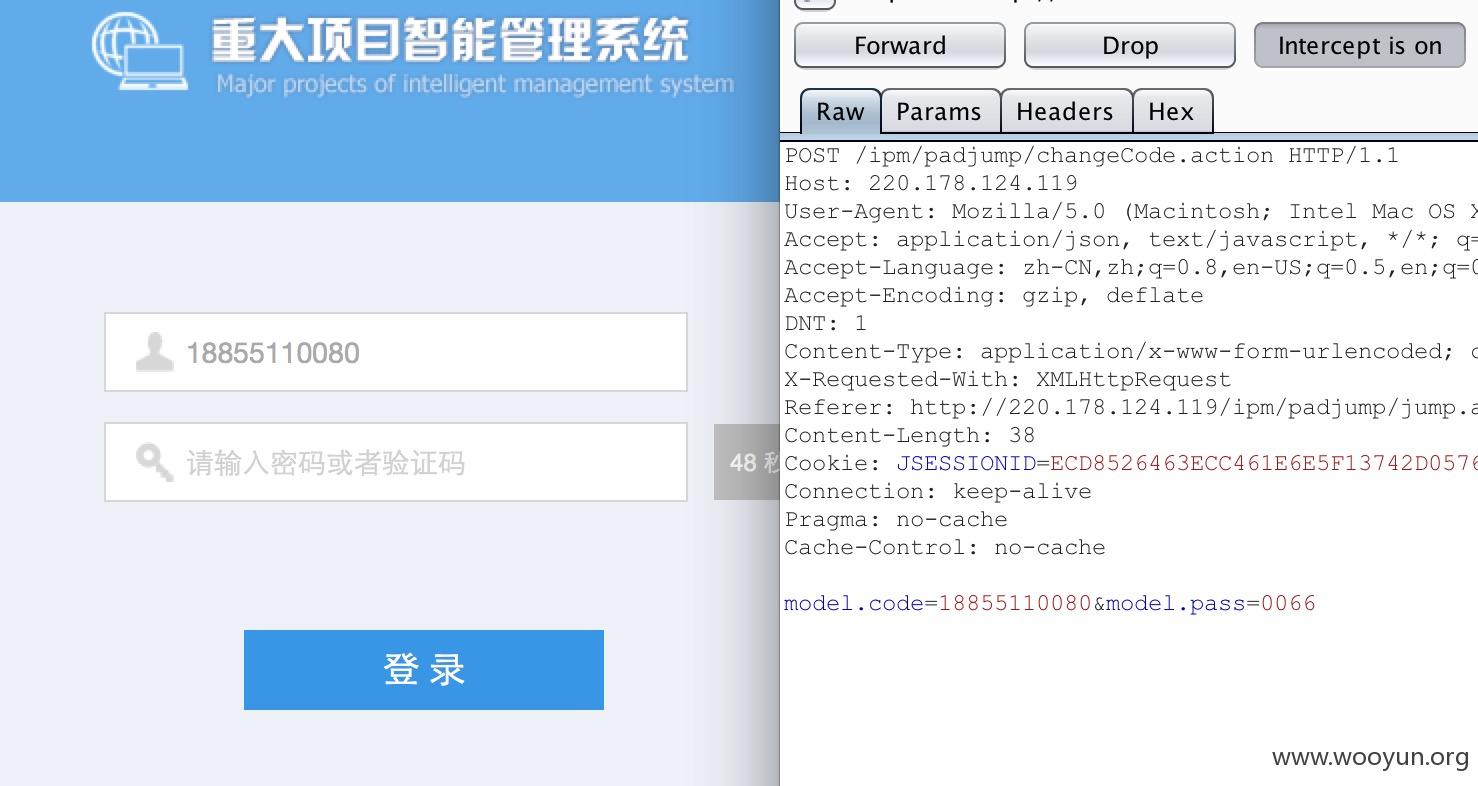 重大项目智能管理系统
Major projects of intelligent management system
18855110080
请输入密码或者验证码
48 秒
登 录
Forward
Drop
Intercept is on
Raw
Params
Headers
Hex
POST /ipm/padjump/changeCode.action HTTP/1.1
Host: 220.178.124.119
User-Agent: Mozilla/5.0 (Macintosh; Intel Mac OS X
Accept: application/json, text/javascript, */*; q=
Accept-Language: zh-CN,zh;q=0.8,en-US;q=0.5,en;q=0
Accept-Encoding: gzip, deflate
DNT: 1
Content-Type: application/x-www-form-urlencoded; c
X-Requested-With: XMLHttpRequest
Referer: http://220.178.124.119/ipm/padjump/jump.a
Content-Length: 38
Cookie: JSESSIONID=ECD8526463ECC461E6E5F13742D0576
Connection: keep-alive
Pragma: no-cache
Cache-Control: no-cache
model.code=18855110080&model.pass=0066
www.wooyun.org